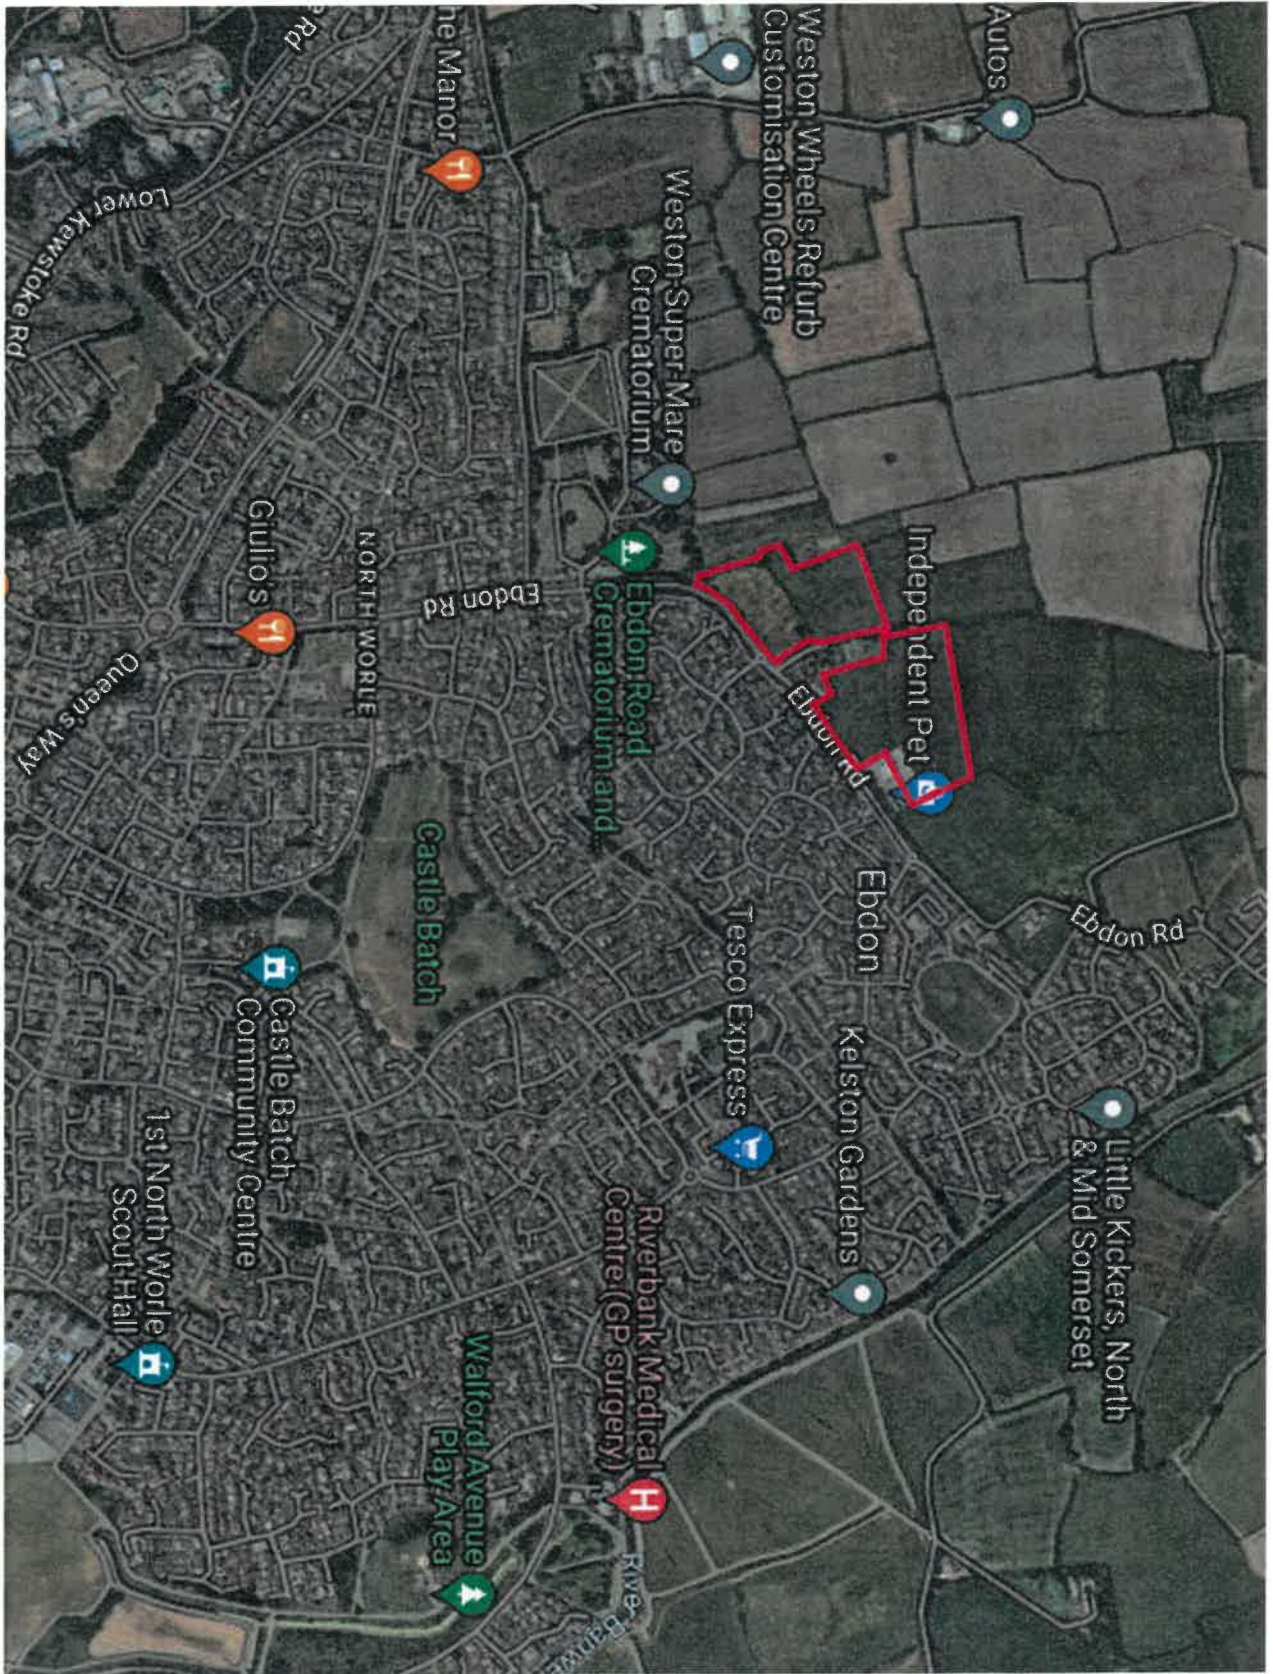 Ebdon Rd
Little Kickers, North
& Mid Somerset
Autos
Independent Pet
Ebdon
Kelston Gardens
Ebdon Rd
Weston Wheels Refurb
Customisation Centre
Tesco Express
Weston-Super-Mare
Crematorium
Riverbank Medical
Centre (GP surgery)
Ebdon Road
Crematorium and
River Banwe
Ebdon Rd
Walford Avenue
Play Area
he Manor
Castle Batch
NORTH WORLE
e Rd
Castle Batch
Community Centre
Giulio's
1st North Worle
Scout Hall
Lower Kewstoke Rd
Queen's Way